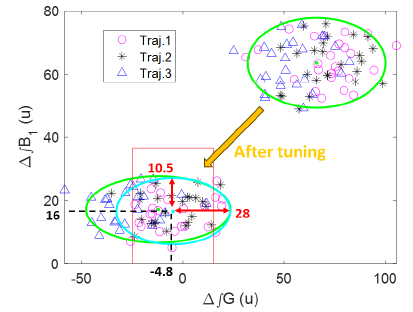 80
60
40
20
0
16
Δ∫B₁ (u)
Traj.1
Traj.2
Traj.3
After tuning
10.5
28
-4.8
-50
0
50
100
Δ∫G (u)